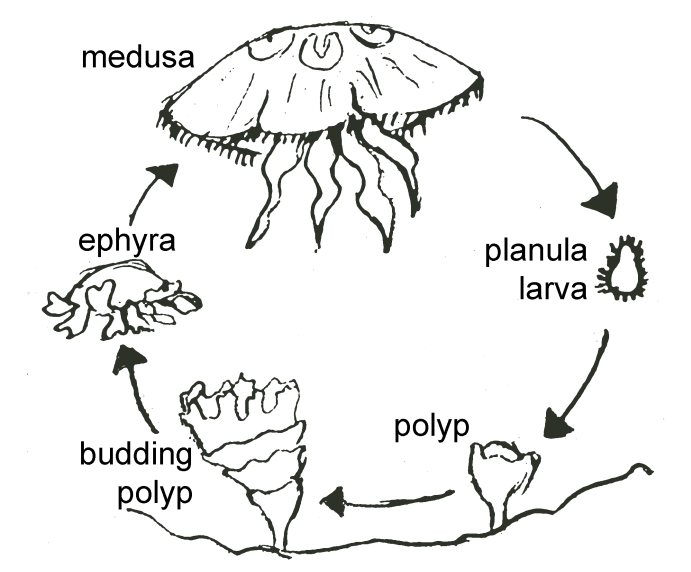 medusa
ephyra
planula
larva
polyp
budding
polyp